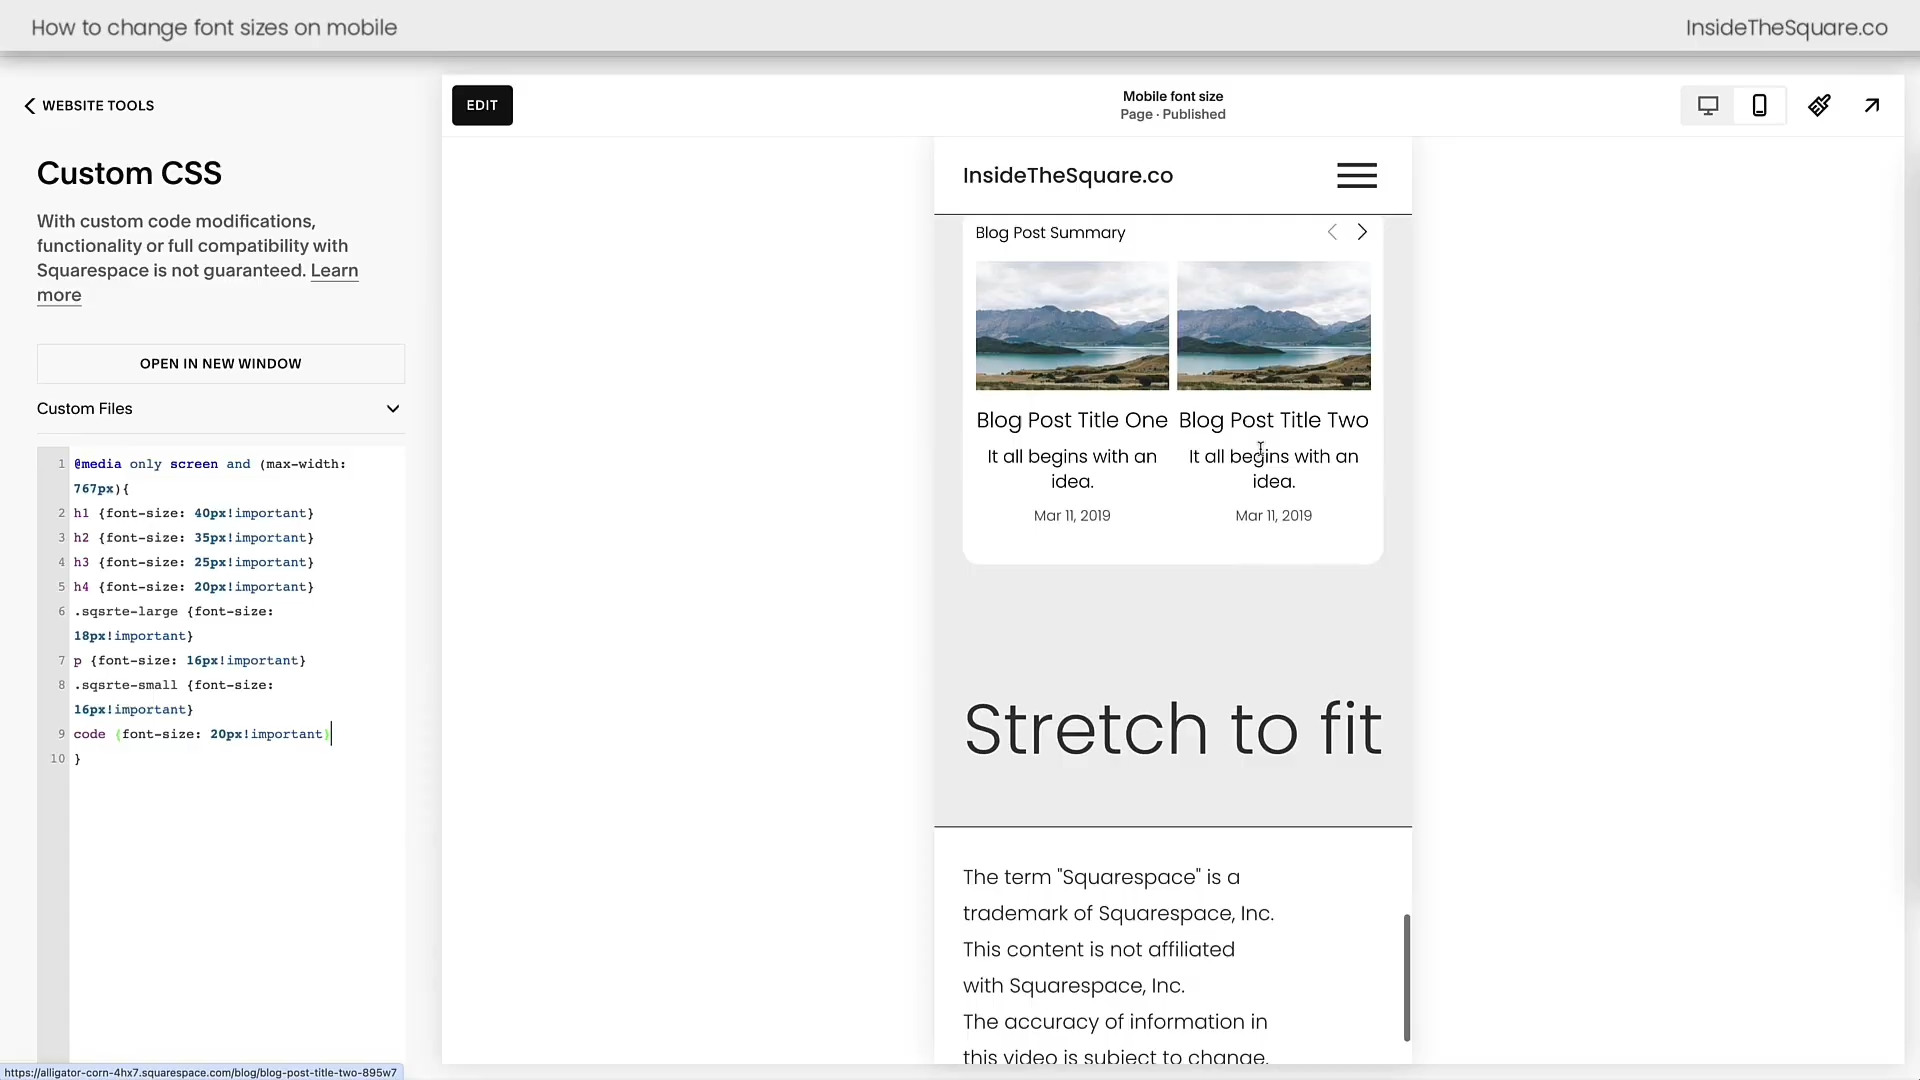 How to change font sizes on mobile
InsideTheSquare.co
WEBSITE TOOLS
Custom CSS
With custom code modifications,
functionality or full compatibility with
Squarespace is not guaranteed. Learn
more
OPEN IN NEW WINDOW
Custom Files
1 @media only screen and (max-width:
767px){
2 h1 {font-size: 40px!important}
3 h2 {font-size: 35px!important}
4 h3 {font-size: 25px!important}
5 h4 {font-size: 20px!important}
6 .sqsrte-large {font-size:
18px!important}
7 p {font-size: 16px!important}
8 .sqsrte-small {font-size:
16px!important}
9 code {font-size: 20px!important}
10 }
https://alligator-corn-4hx7.squarespace.com/blog/blog-post-title-two-895w7
EDIT
Mobile font size
Page · Published
InsideTheSquare.co
Blog Post Summary
Blog Post Title One
It all begins with an
idea.
Mar 11, 2019
Blog Post Title Two
It all begins with an
idea.
Mar 11, 2019
Stretch to fit
The term "Squarespace" is a
trademark of Squarespace, Inc.
This content is not affiliated
with Squarespace, Inc.
The accuracy of information in
this video is subject to change.